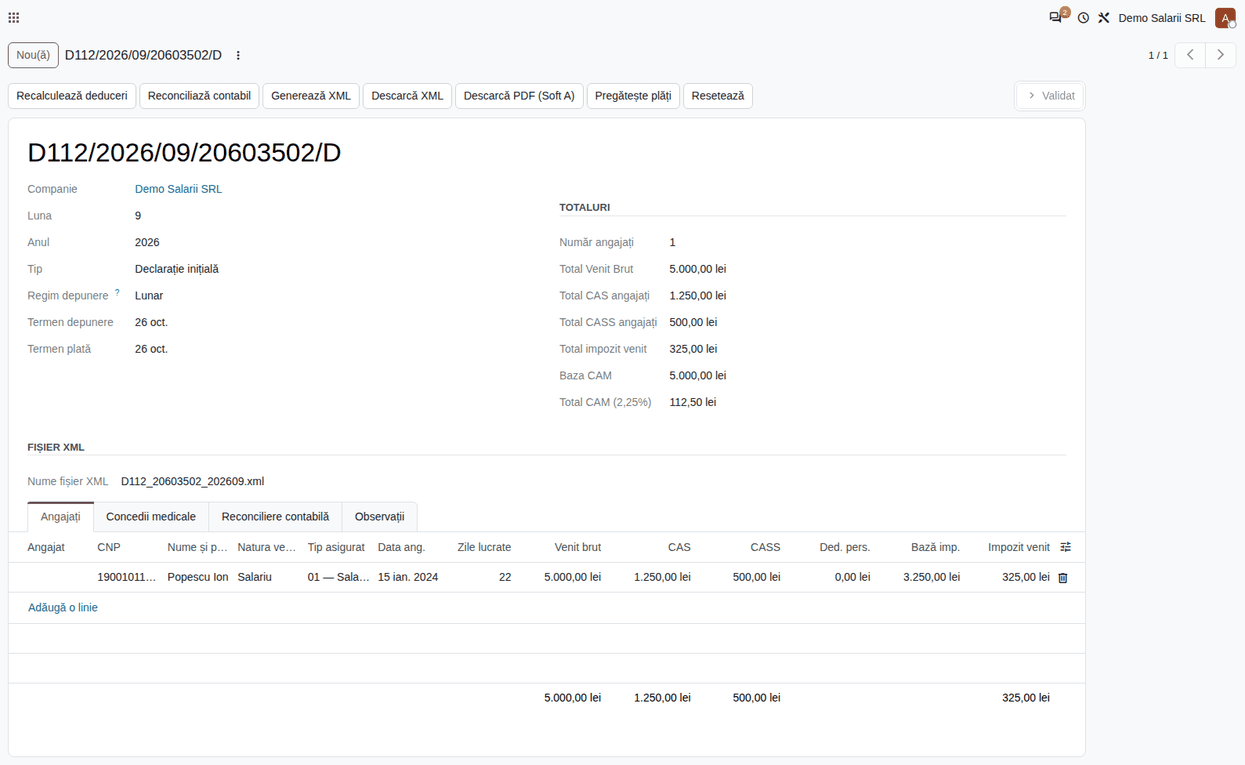 2
Demo Salarii SRL
A
Nou(ă)
D112/2026/09/20603502/D
1 / 1
Recalculează deduceri
Reconciliază contabil
Generează XML
Descarcă XML
Descarcă PDF (Soft A)
Pregătește plăți
Resetează
Validat
D112/2026/09/20603502/D
Companie Demo Salarii SRL
Luna 9
Anul 2026
Tip Declarație inițială
Regim depunere ? Lunar
Termen depunere 26 oct.
Termen plată 26 oct.
TOTALURI
Număr angajați 1
Total Venit Brut 5.000,00 lei
Total CAS angajați 1.250,00 lei
Total CASS angajați 500,00 lei
Total impozit venit 325,00 lei
Baza CAM 5.000,00 lei
Total CAM (2,25%) 112,50 lei
FIȘIER XML
Nume fișier XML D112_20603502_202609.xml
Angajați Concedii medicale Reconciliere contabilă Observații
Angajat CNP Nume și p... Natura ve... Tip asigurat Data ang. Zile lucrate Venit brut CAS CASS Ded. pers. Bază imp. Impozit venit
19001011... Popescu Ion Salariu 01 — Sala... 15 ian. 2024 22 5.000,00 lei 1.250,00 lei 500,00 lei 0,00 lei 3.250,00 lei 325,00 lei
Adăugă o linie
5.000,00 lei 1.250,00 lei 500,00 lei 325,00 lei